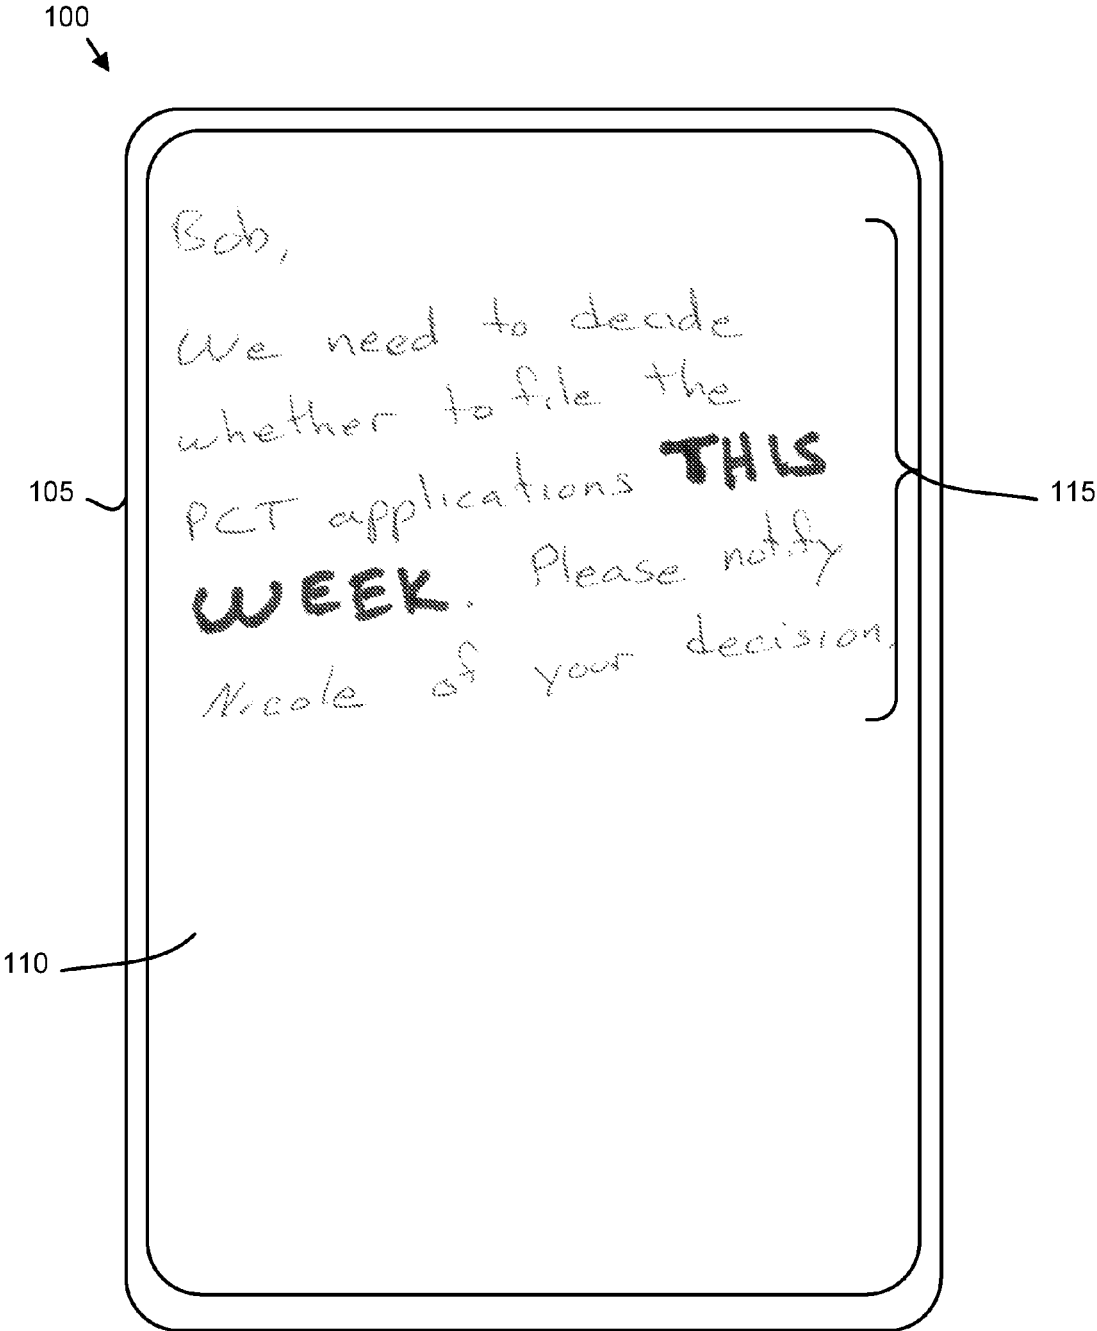 100
Bob,
We need to decide
whether to file the
PCT applications THIS
105
115
WEEK. Please notify
Nicole of your decision.
110